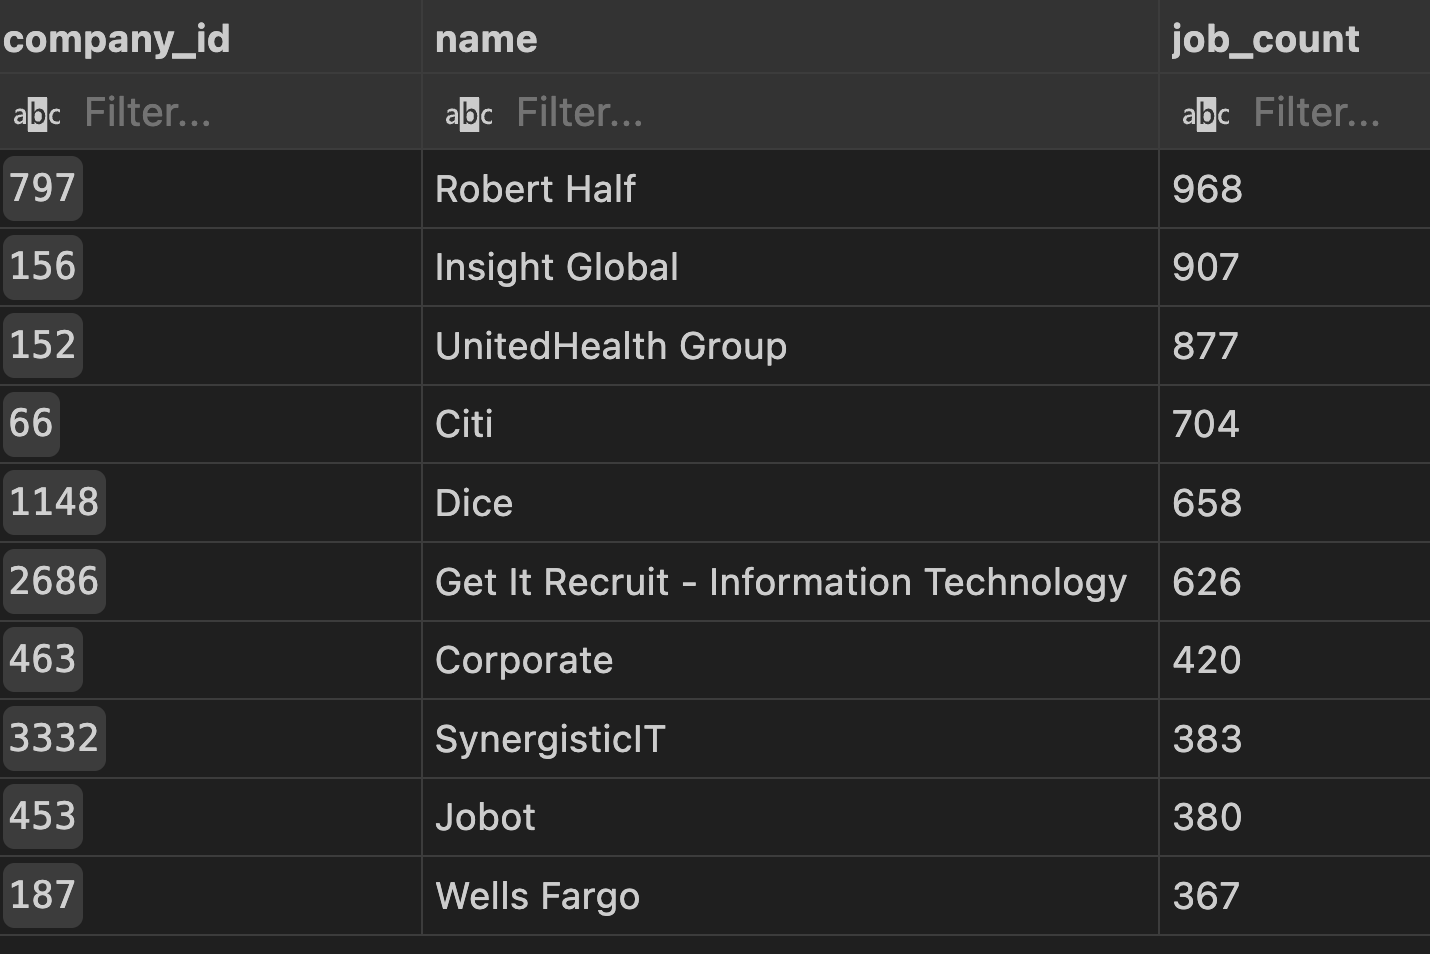 company_id name job_count
abc Filter... abc Filter... abc Filter...
797 Robert Half 968
156 Insight Global 907
152 UnitedHealth Group 877
66 Citi 704
1148 Dice 658
2686 Get It Recruit - Information Technology 626
463 Corporate 420
3332 SynergisticIT 383
453 Jobot 380
187 Wells Fargo 367